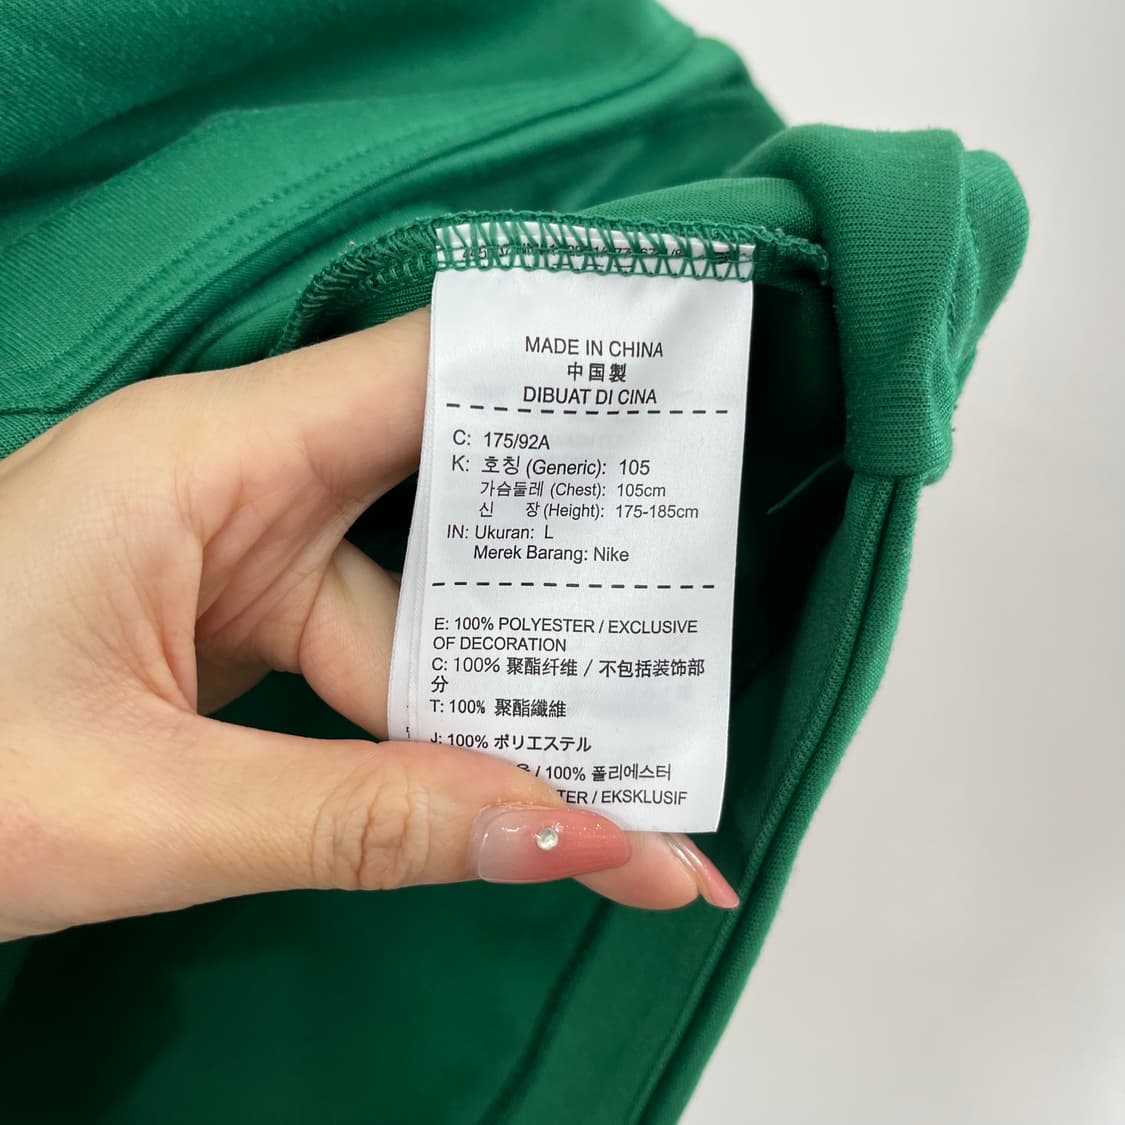 MADE IN CHINA
中国製
DIBUAT DI CINA
C: 175/92A
K: 호칭 (Generic): 105
가슴둘레 (Chest): 105cm
신 장 (Height): 175-185cm
IN: Ukuran: L
Merek Barang: Nike
E: 100% POLYESTER / EXCLUSIVE
OF DECORATION
C: 100% 聚酯纤维 / 不包括装饰部
分
T: 100% 聚酯纖維
J: 100% ポリエステル
/ 100% 폴리에스터
/ EKSKLUSIF